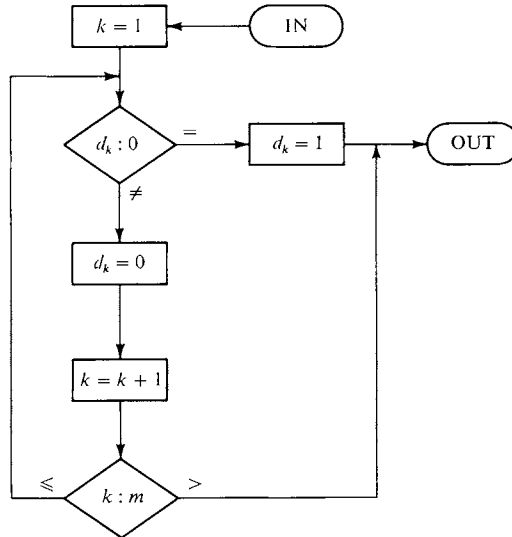 k = 1
IN
d_k : 0
=
d_k = 1
OUT
≠
d_k = 0
k = k + 1
⩽
k : m
>